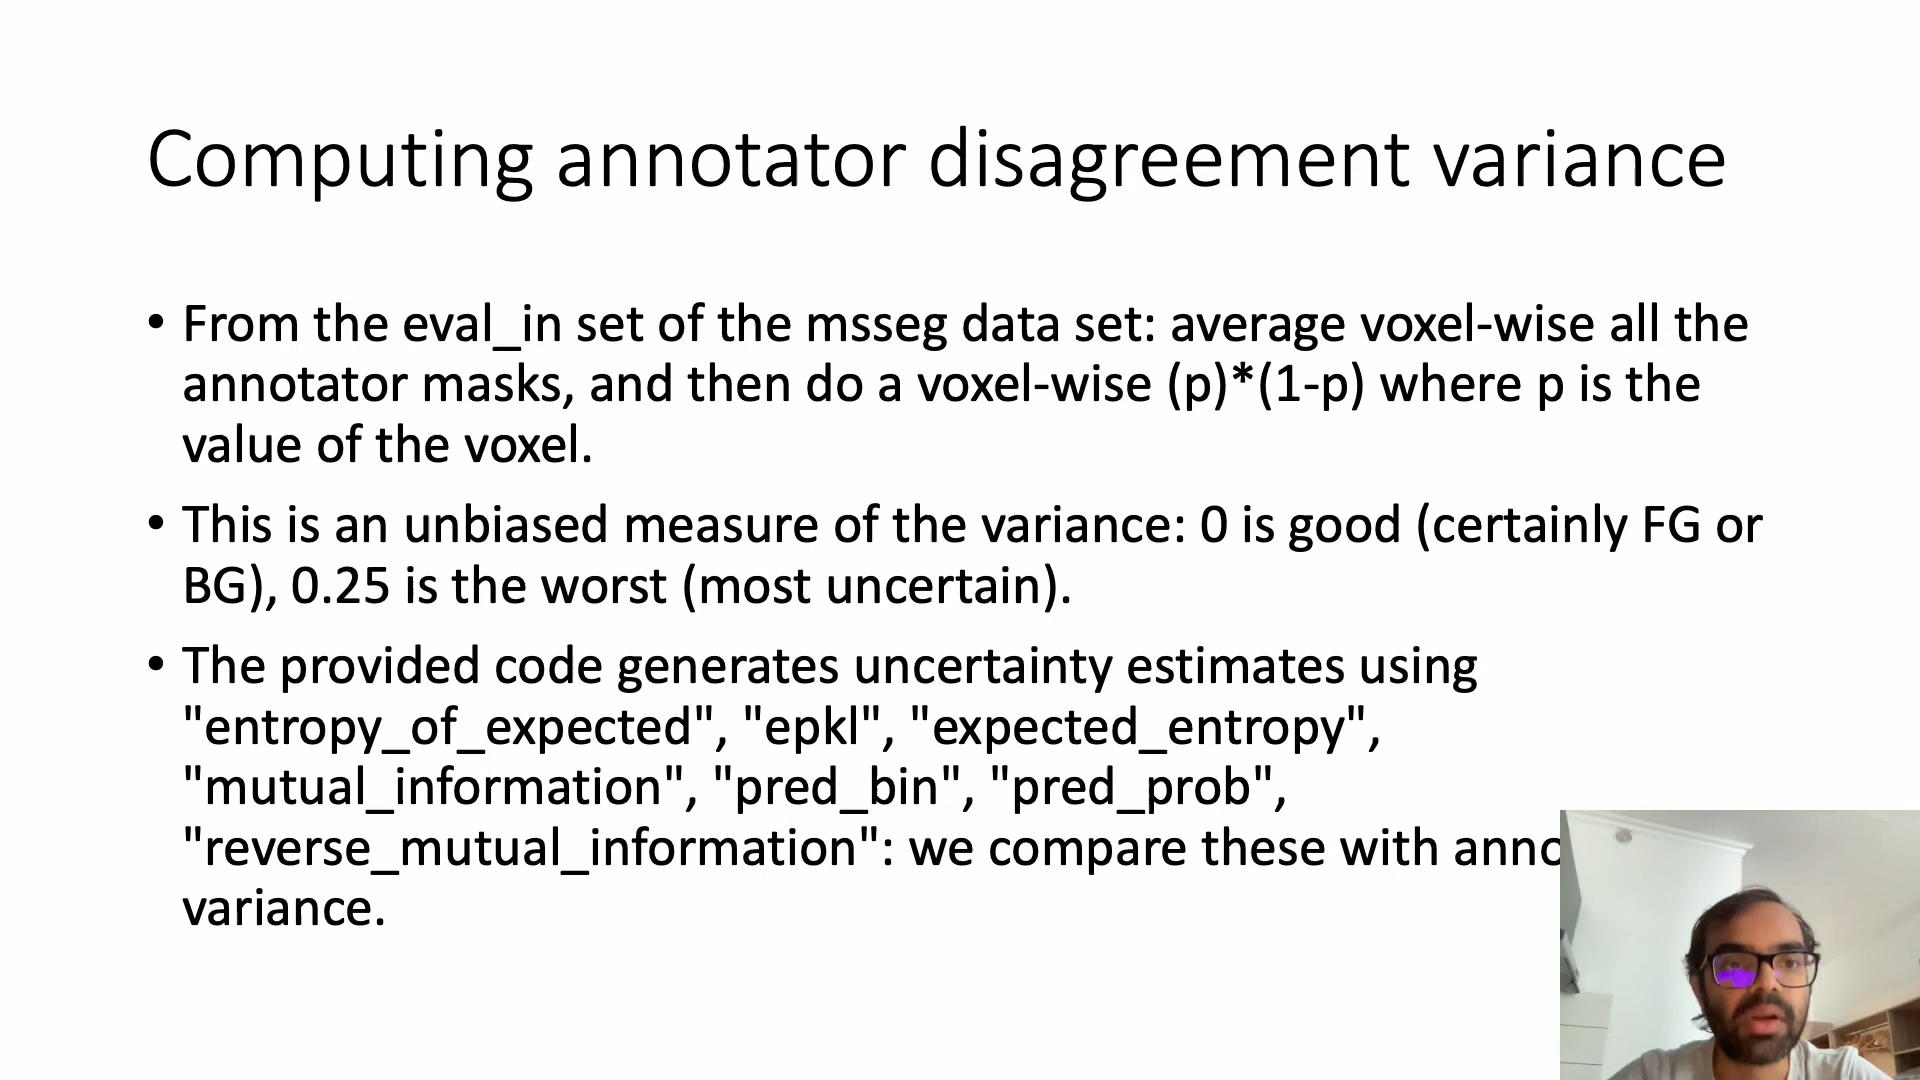 Computing annotator disagreement variance
• From the eval_in set of the msseg data set: average voxel-wise all the
annotator masks, and then do a voxel-wise (p)*(1-p) where p is the
value of the voxel.
• This is an unbiased measure of the variance: 0 is good (certainly FG or
BG), 0.25 is the worst (most uncertain).
• The provided code generates uncertainty estimates using
"entropy_of_expected", "epkl", "expected_entropy",
"mutual_information", "pred_bin", "pred_prob",
"reverse_mutual_information": we compare these with anno
variance.